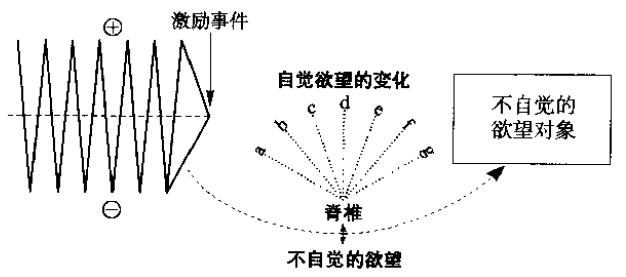 激励事件
⊕
自觉欲望的变化
a b c d e f g
不自觉的
欲望对象
脊椎
⊖
不自觉的欲望